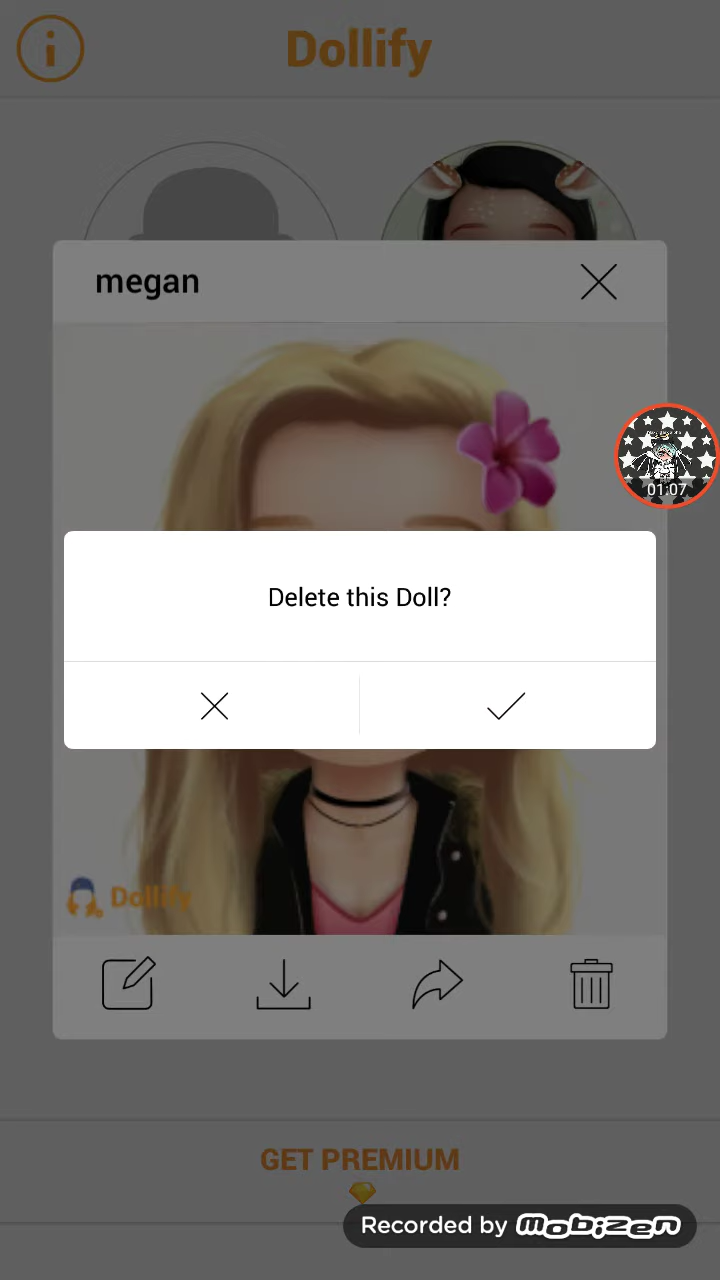 Dollify
megan
01:07
Delete this Doll?
Dollify
GET PREMIUM
Recorded by mobizen